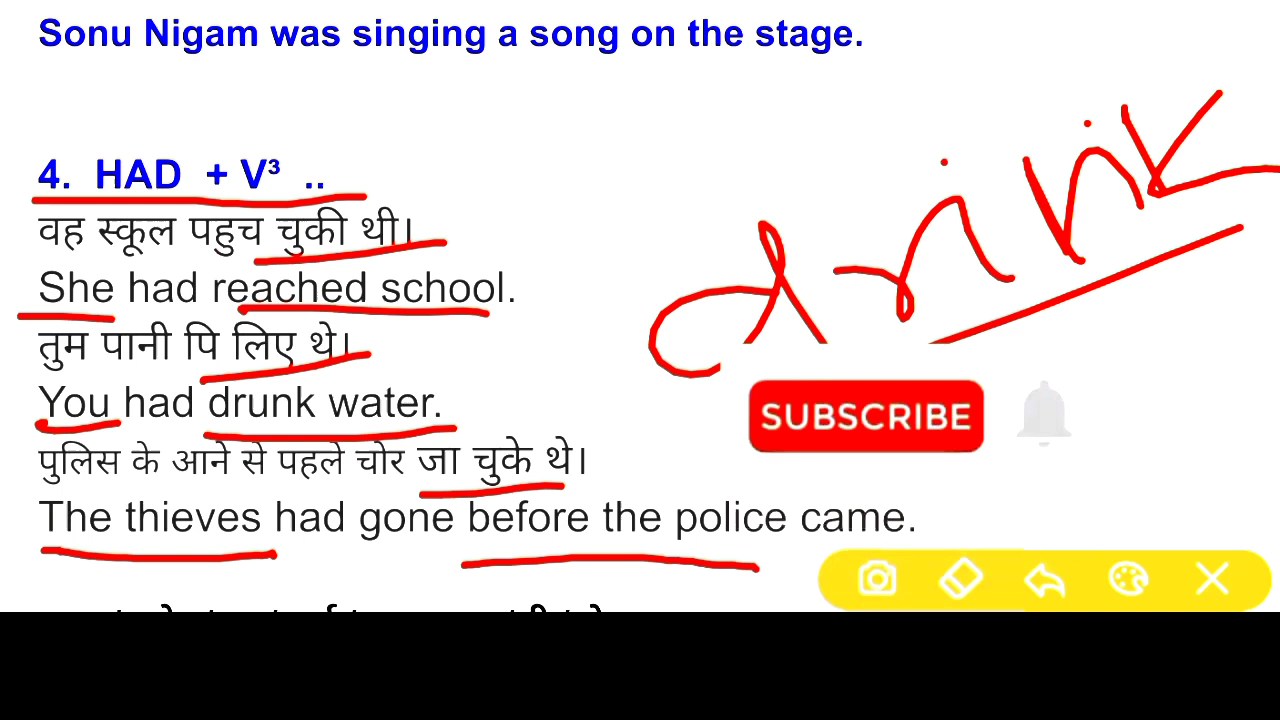 Sonu Nigam was singing a song on the stage.
4. HAD + V³ ..
वह स्कूल पहुच चुकी थी।
She had reached school.
तुम पानी पि लिए थे।
You had drunk water.
पुलिस के आने से पहले चोर जा चुके थे।
The thieves had gone before the police came.
drink
SUBSCRIBE